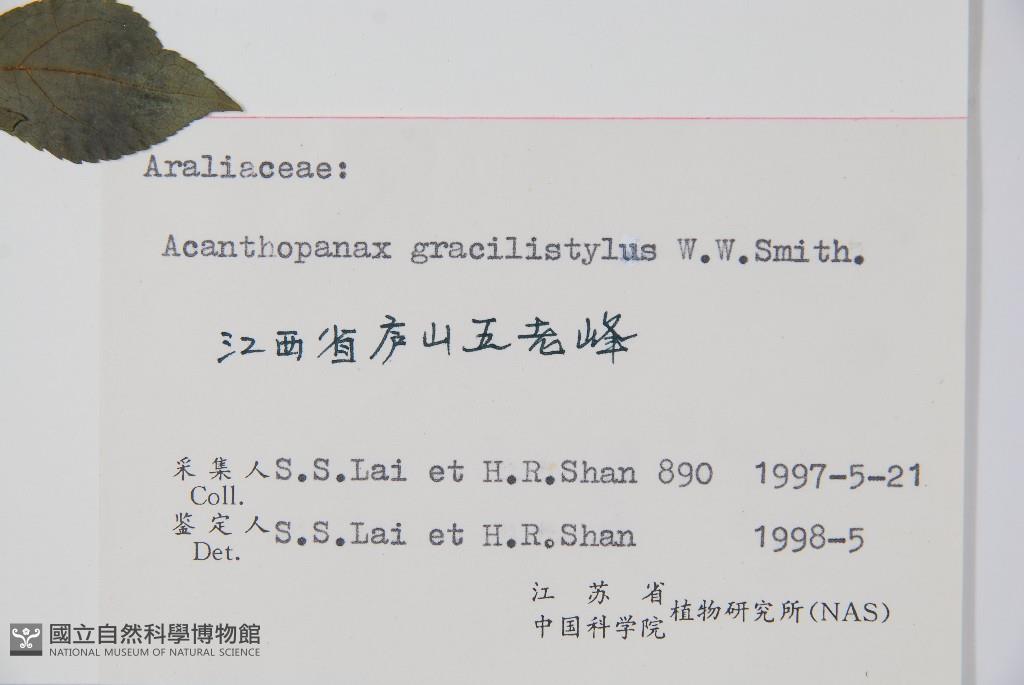 Araliaceae:
Acanthopanax gracilistylus W.W.Smith.
江西省庐山五老峰
采集人 S.S.Lai et H.R.Shan 890 1997-5-21
Coll.
鉴定人 S.S.Lai et H.R.Shan 1998-5
Det.
江苏省
中国科学院 植物研究所(NAS)
國立自然科學博物館
NATIONAL MUSEUM OF NATURAL SCIENCE